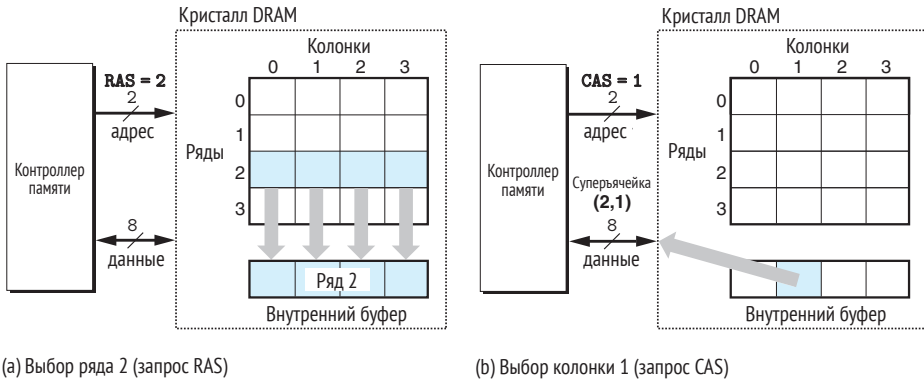 Кристалл DRAM
Колонки
0 1 2 3
RAS = 2
2
адрес
Контроллер
памяти
Ряды
0
1
2
3
8
данные
Ряд 2
Внутренний буфер
(a) Выбор ряда 2 (запрос RAS)
Кристалл DRAM
Колонки
0 1 2 3
CAS = 1
2
адрес
Контроллер
памяти
Ряды
0
1
2
3
Суперъячейка
(2,1)
8
данные
Внутренний буфер
(b) Выбор колонки 1 (запрос CAS)